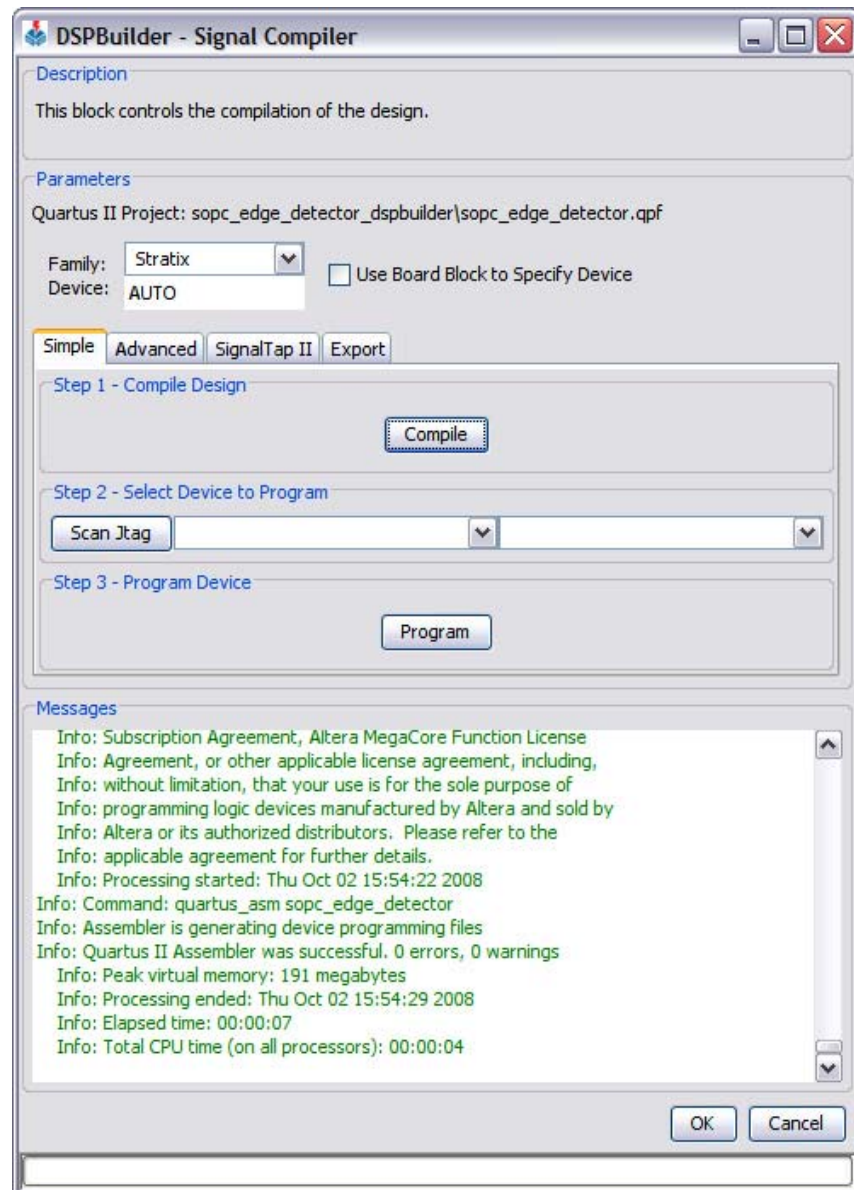 DSPBuilder - Signal Compiler
Description
This block controls the compilation of the design.
Parameters
Quartus II Project: sopc_edge_detector_dspbuilder\sopc_edge_detector.qpf
Family: Stratix
Use Board Block to Specify Device
Device: AUTO
Simple Advanced SignalTap II Export
Step 1 - Compile Design
Compile
Step 2 - Select Device to Program
Scan Jtag
Step 3 - Program Device
Program
Messages
Info: Subscription Agreement, Altera MegaCore Function License
Info: Agreement, or other applicable license agreement, including,
Info: without limitation, that your use is for the sole purpose of
Info: programming logic devices manufactured by Altera and sold by
Info: Altera or its authorized distributors. Please refer to the
Info: applicable agreement for further details.
Info: Processing started: Thu Oct 02 15:54:22 2008
Info: Command: quartus_asm sopc_edge_detector
Info: Assembler is generating device programming files
Info: Quartus II Assembler was successful. 0 errors, 0 warnings
Info: Peak virtual memory: 191 megabytes
Info: Processing ended: Thu Oct 02 15:54:29 2008
Info: Elapsed time: 00:00:07
Info: Total CPU time (on all processors): 00:00:04
OK Cancel